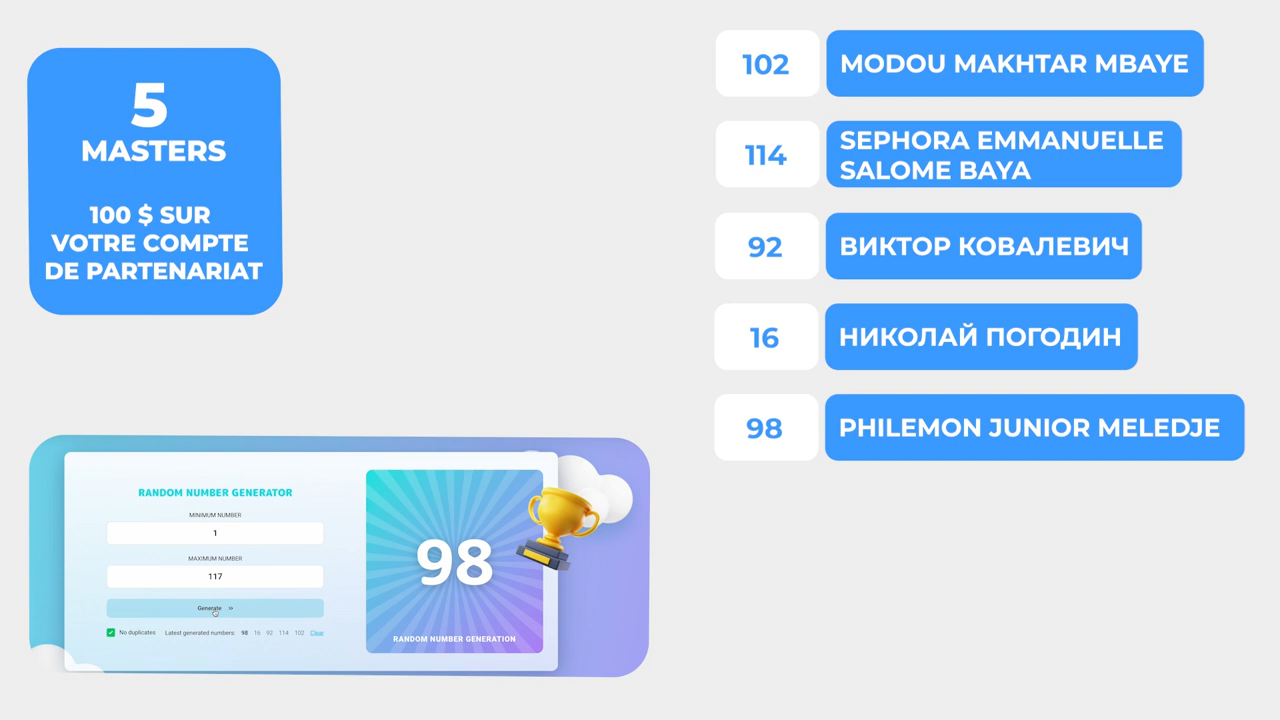 5
MASTERS
100 $ SUR
VOTRE COMPTE
DE PARTENARIAT
102
MODOU MAKHTAR MBAYE
114
SEPHORA EMMANUELLE
SALOME BAYA
92
ВИКТОР КОВАЛЕВИЧ
16
НИКОЛАЙ ПОГОДИН
98
PHILEMON JUNIOR MELEDJE
RANDOM NUMBER GENERATOR
MINIMUM NUMBER
1
MAXIMUM NUMBER
117
Generate »
No duplicates Latest generated numbers: 98 16 92 114 102 Clear
98
RANDOM NUMBER GENERATION